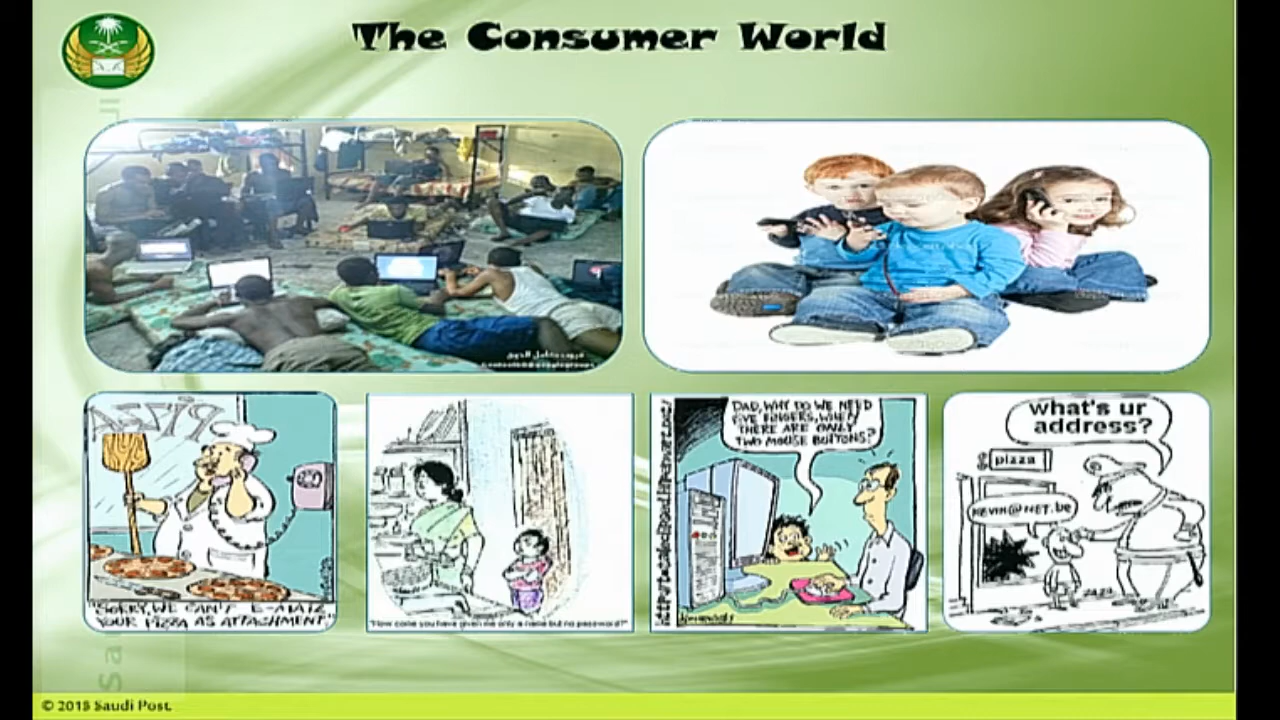 The Consumer World
PIZZA
"SORRY, WE CAN'T E-MAIL
YOUR PIZZA AS ATTACHMENT"
"How come you have given me only a name but no password?"
DAD, WHY DO WE NEED
FIVE FINGERS, WHEN
THERE ARE ONLY
TWO MOUSE BUTTONS?
what's ur
address?
pizza
KEVIN@NET.be
© 2013 Saudi Post.